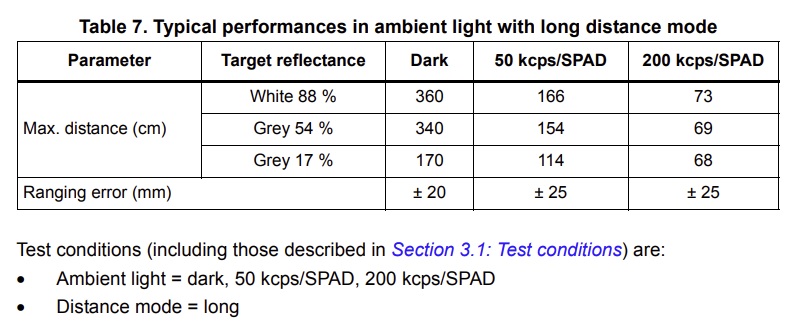 Table 7. Typical performances in ambient light with long distance mode
Parameter Target reflectance Dark 50 kcps/SPAD 200 kcps/SPAD
Max. distance (cm)
White 88 % 360 166 73
Grey 54 % 340 154 69
Grey 17 % 170 114 68
Ranging error (mm) ± 20 ± 25 ± 25
Test conditions (including those described in Section 3.1: Test conditions) are:
• Ambient light = dark, 50 kcps/SPAD, 200 kcps/SPAD
• Distance mode = long